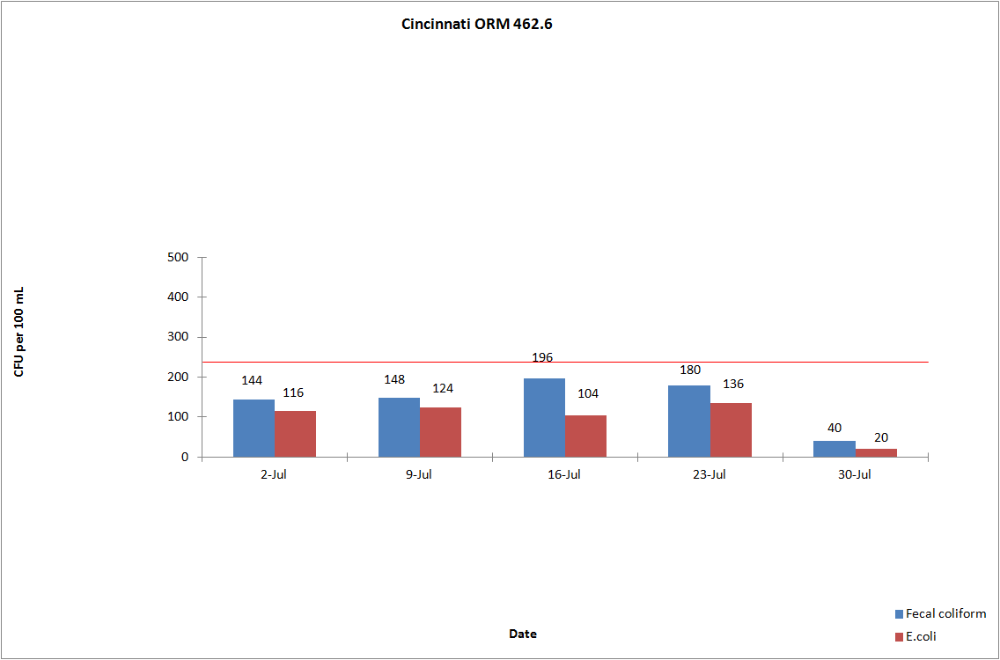 Cincinnati ORM 462.6
CFU per 100 mL
500
400
300
200
100
0
144
116
148
124
196
104
180
136
40
20
2-Jul
9-Jul
16-Jul
23-Jul
30-Jul
Date
Fecal coliform
E.coli